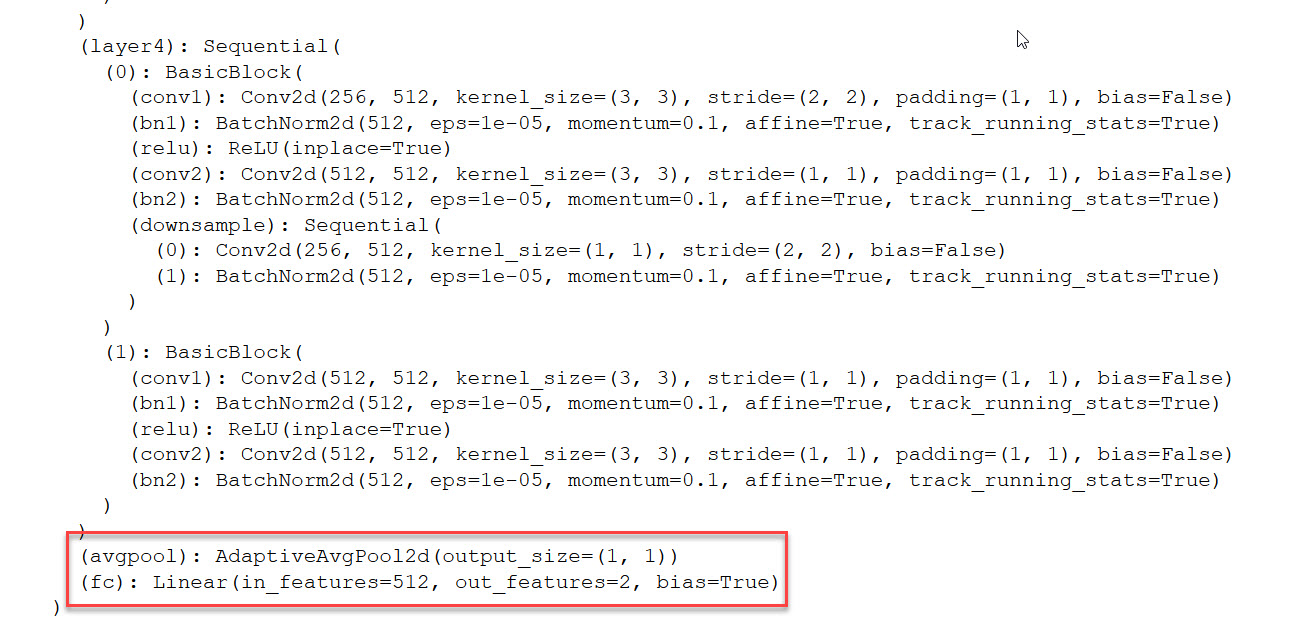 )
(layer4): Sequential(
(0): BasicBlock(
(conv1): Conv2d(256, 512, kernel_size=(3, 3), stride=(2, 2), padding=(1, 1), bias=False)
(bn1): BatchNorm2d(512, eps=1e-05, momentum=0.1, affine=True, track_running_stats=True)
(relu): ReLU(inplace=True)
(conv2): Conv2d(512, 512, kernel_size=(3, 3), stride=(1, 1), padding=(1, 1), bias=False)
(bn2): BatchNorm2d(512, eps=1e-05, momentum=0.1, affine=True, track_running_stats=True)
(downsample): Sequential(
(0): Conv2d(256, 512, kernel_size=(1, 1), stride=(2, 2), bias=False)
(1): BatchNorm2d(512, eps=1e-05, momentum=0.1, affine=True, track_running_stats=True)
)
)
(1): BasicBlock(
(conv1): Conv2d(512, 512, kernel_size=(3, 3), stride=(1, 1), padding=(1, 1), bias=False)
(bn1): BatchNorm2d(512, eps=1e-05, momentum=0.1, affine=True, track_running_stats=True)
(relu): ReLU(inplace=True)
(conv2): Conv2d(512, 512, kernel_size=(3, 3), stride=(1, 1), padding=(1, 1), bias=False)
(bn2): BatchNorm2d(512, eps=1e-05, momentum=0.1, affine=True, track_running_stats=True)
)
)
(avgpool): AdaptiveAvgPool2d(output_size=(1, 1))
(fc): Linear(in_features=512, out_features=2, bias=True)
)